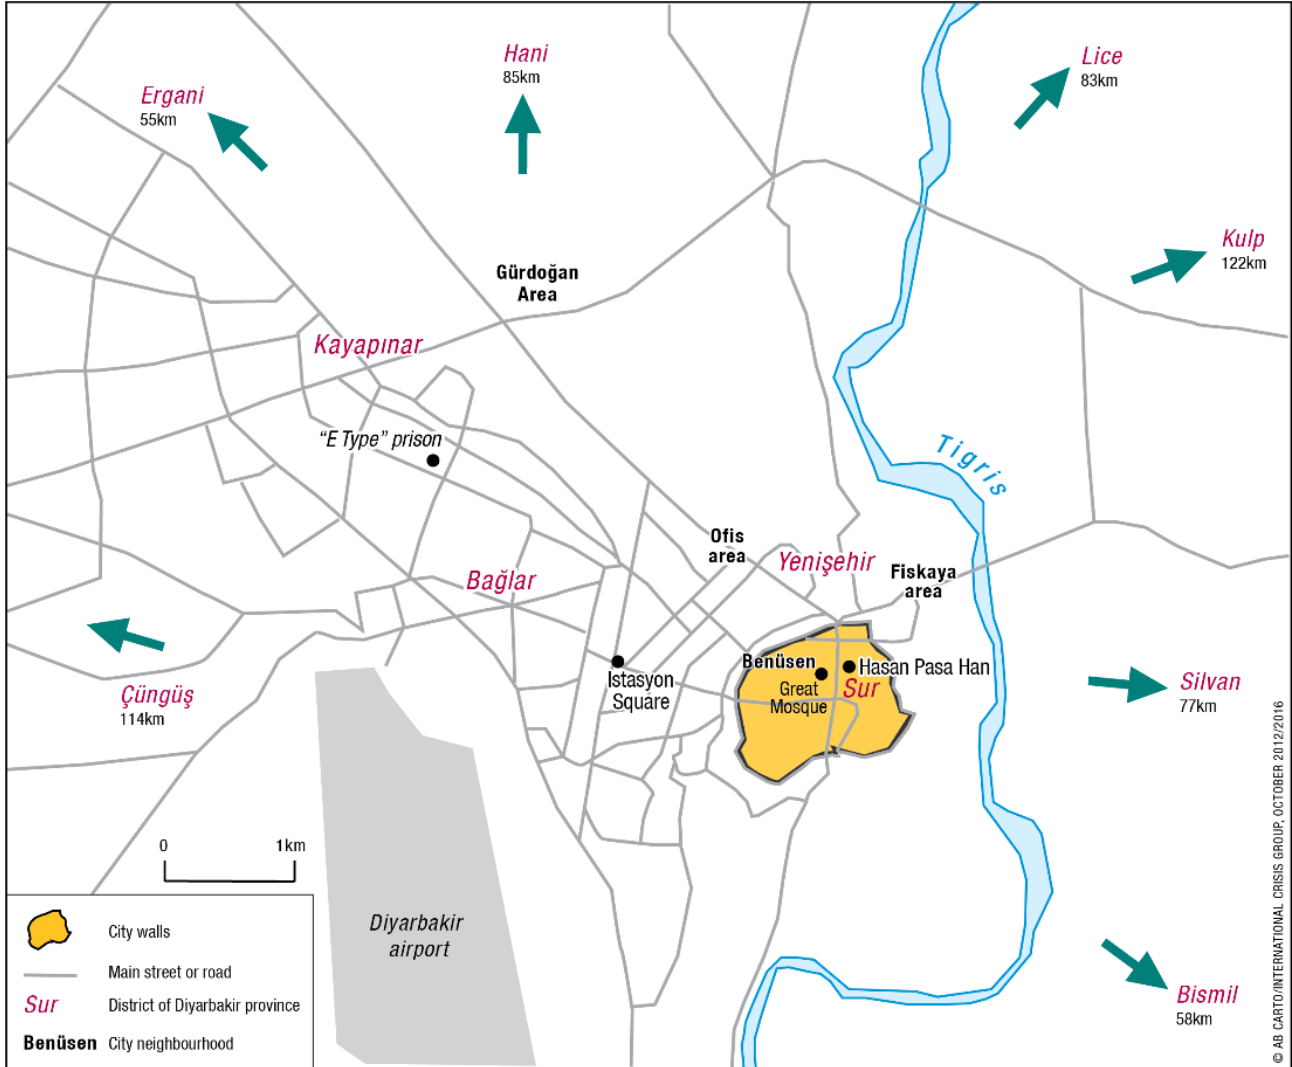 Hani
85km
Lice
83km
Ergani
55km
Kulp
122km
Gürdoğan
Area
Kayapınar
“E Type” prison
Tigris
Ofis
area
Yenişehir
Fiskaya
area
Bağlar
Benüsen
Hasan Pasa Han
Great
Mosque
Sur
Istasyon
Square
Çüngüş
114km
Silvan
77km
0 1km
Diyarbakir
airport
Bismil
58km
City walls
Main street or road
Sur District of Diyarbakir province
Benüsen City neighbourhood
© AB CARTO/INTERNATIONAL CRISIS GROUP, OCTOBER 2012/2016